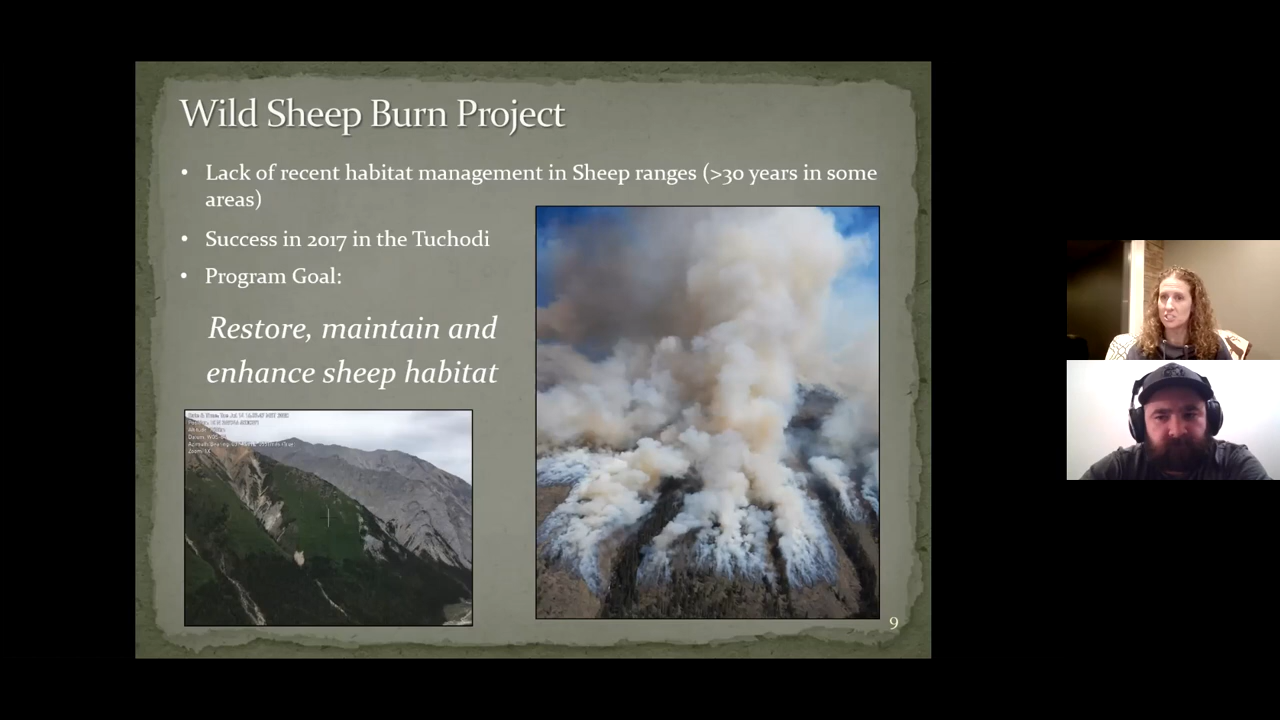 Wild Sheep Burn Project
• Lack of recent habitat management in Sheep ranges (>30 years in some
areas)
• Success in 2017 in the Tuchodi
• Program Goal:
Restore, maintain and
enhance sheep habitat
9